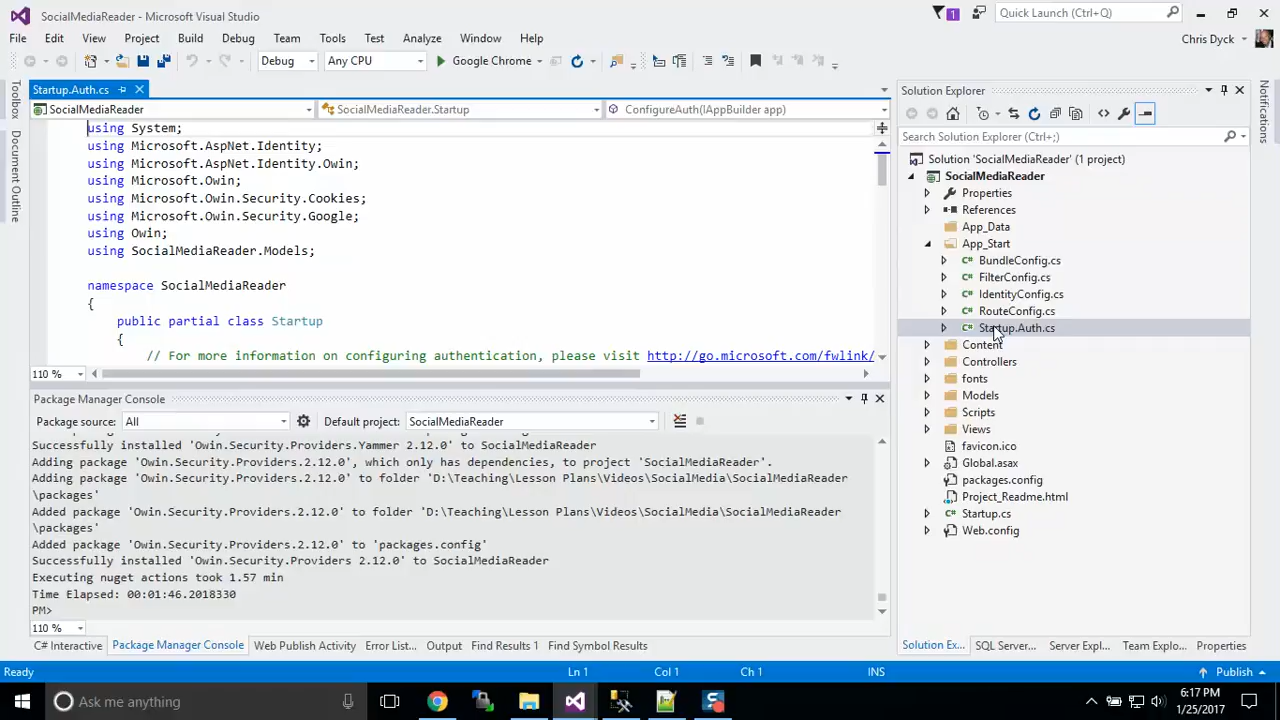 SocialMediaReader - Microsoft Visual Studio
1
Quick Launch (Ctrl+Q)
File Edit View Project Build Debug Team Tools Test Analyze Window Help
Chris Dyck
Debug Any CPU Google Chrome
Toolbox
Document Outline
Startup.Auth.cs
SocialMediaReader SocialMediaReader.Startup ConfigureAuth(IAppBuilder app)
using System;
using Microsoft.AspNet.Identity;
using Microsoft.AspNet.Identity.Owin;
using Microsoft.Owin;
using Microsoft.Owin.Security.Cookies;
using Microsoft.Owin.Security.Google;
using Owin;
using SocialMediaReader.Models;
namespace SocialMediaReader
{
public partial class Startup
{
// For more information on configuring authentication, please visit http://go.microsoft.com/fwlink/
110 %
Package Manager Console
Package source: All Default project: SocialMediaReader
Successfully installed 'Owin.Security.Providers.Yammer 2.12.0' to SocialMediaReader
Adding package 'Owin.Security.Providers.2.12.0', which only has dependencies, to project 'SocialMediaReader'.
Adding package 'Owin.Security.Providers.2.12.0' to folder 'D:\Teaching\Lesson Plans\Videos\SocialMedia\SocialMediaReader
\packages'
Added package 'Owin.Security.Providers.2.12.0' to folder 'D:\Teaching\Lesson Plans\Videos\SocialMedia\SocialMediaReader
\packages'
Added package 'Owin.Security.Providers.2.12.0' to 'packages.config'
Successfully installed 'Owin.Security.Providers 2.12.0' to SocialMediaReader
Executing nuget actions took 1.57 min
Time Elapsed: 00:01:46.2018330
PM>
110 %
C# Interactive Package Manager Console Web Publish Activity Error List... Output Find Results 1 Find Symbol Results
Solution Explorer
Search Solution Explorer (Ctrl+;)
Solution 'SocialMediaReader' (1 project)
SocialMediaReader
Properties
References
App_Data
App_Start
C# BundleConfig.cs
C# FilterConfig.cs
C# IdentityConfig.cs
C# RouteConfig.cs
C# Startup.Auth.cs
Content
Controllers
fonts
Models
Scripts
Views
favicon.ico
Global.asax
packages.config
Project_Readme.html
C# Startup.cs
Web.config
Solution Ex... SQL Server... Server Expl... Team Explo... Properties
Notifications
Ready Ln 1 Col 1 Ch 1 INS Publish
Ask me anything
6:17 PM
1/25/2017